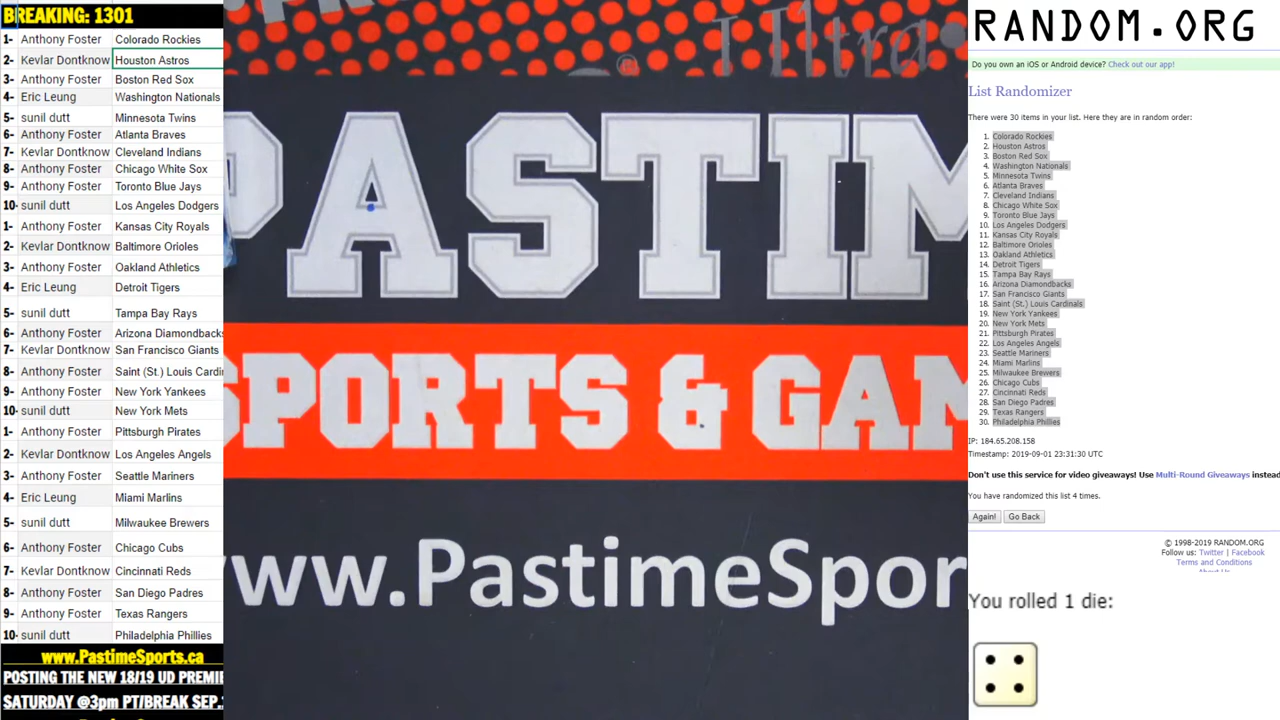 BREAKING: 1301
1- Anthony Foster Colorado Rockies
2- Kevlar Dontknow Houston Astros
3- Anthony Foster Boston Red Sox
4- Eric Leung Washington Nationals
5- sunil dutt Minnesota Twins
6- Anthony Foster Atlanta Braves
7- Kevlar Dontknow Cleveland Indians
8- Anthony Foster Chicago White Sox
9- Anthony Foster Toronto Blue Jays
10- sunil dutt Los Angeles Dodgers
1- Anthony Foster Kansas City Royals
2- Kevlar Dontknow Baltimore Orioles
3- Anthony Foster Oakland Athletics
4- Eric Leung Detroit Tigers
5- sunil dutt Tampa Bay Rays
6- Anthony Foster Arizona Diamondbacks
7- Kevlar Dontknow San Francisco Giants
8- Anthony Foster Saint (St.) Louis Cardi
9- Anthony Foster New York Yankees
10- sunil dutt New York Mets
1- Anthony Foster Pittsburgh Pirates
2- Kevlar Dontknow Los Angeles Angels
3- Anthony Foster Seattle Mariners
4- Eric Leung Miami Marlins
5- sunil dutt Milwaukee Brewers
6- Anthony Foster Chicago Cubs
7- Kevlar Dontknow Cincinnati Reds
8- Anthony Foster San Diego Padres
9- Anthony Foster Texas Rangers
10- sunil dutt Philadelphia Phillies
www.PastimeSports.ca
POSTING THE NEW 18/19 UD PREMIE
SATURDAY @3pm PT/BREAK SEP.
Ultra
PASTIM
SPORTS & GAM
ww.PastimeSpor
RANDOM.ORG
Do you own an iOS or Android device? Check out our app!
List Randomizer
There were 30 items in your list. Here they are in random order:
1. Colorado Rockies
2. Houston Astros
3. Boston Red Sox
4. Washington Nationals
5. Minnesota Twins
6. Atlanta Braves
7. Cleveland Indians
8. Chicago White Sox
9. Toronto Blue Jays
10. Los Angeles Dodgers
11. Kansas City Royals
12. Baltimore Orioles
13. Oakland Athletics
14. Detroit Tigers
15. Tampa Bay Rays
16. Arizona Diamondbacks
17. San Francisco Giants
18. Saint (St.) Louis Cardinals
19. New York Yankees
20. New York Mets
21. Pittsburgh Pirates
22. Los Angeles Angels
23. Seattle Mariners
24. Miami Marlins
25. Milwaukee Brewers
26. Chicago Cubs
27. Cincinnati Reds
28. San Diego Padres
29. Texas Rangers
30. Philadelphia Phillies
IP: 184.65.208.158
Timestamp: 2019-09-01 23:31:30 UTC
Don't use this service for video giveaways! Use Multi-Round Giveaways instead
You have randomized this list 4 times.
Again! Go Back
© 1998-2019 RANDOM.ORG
Follow us: Twitter | Facebook
Terms and Conditions
About Us
You rolled 1 die: